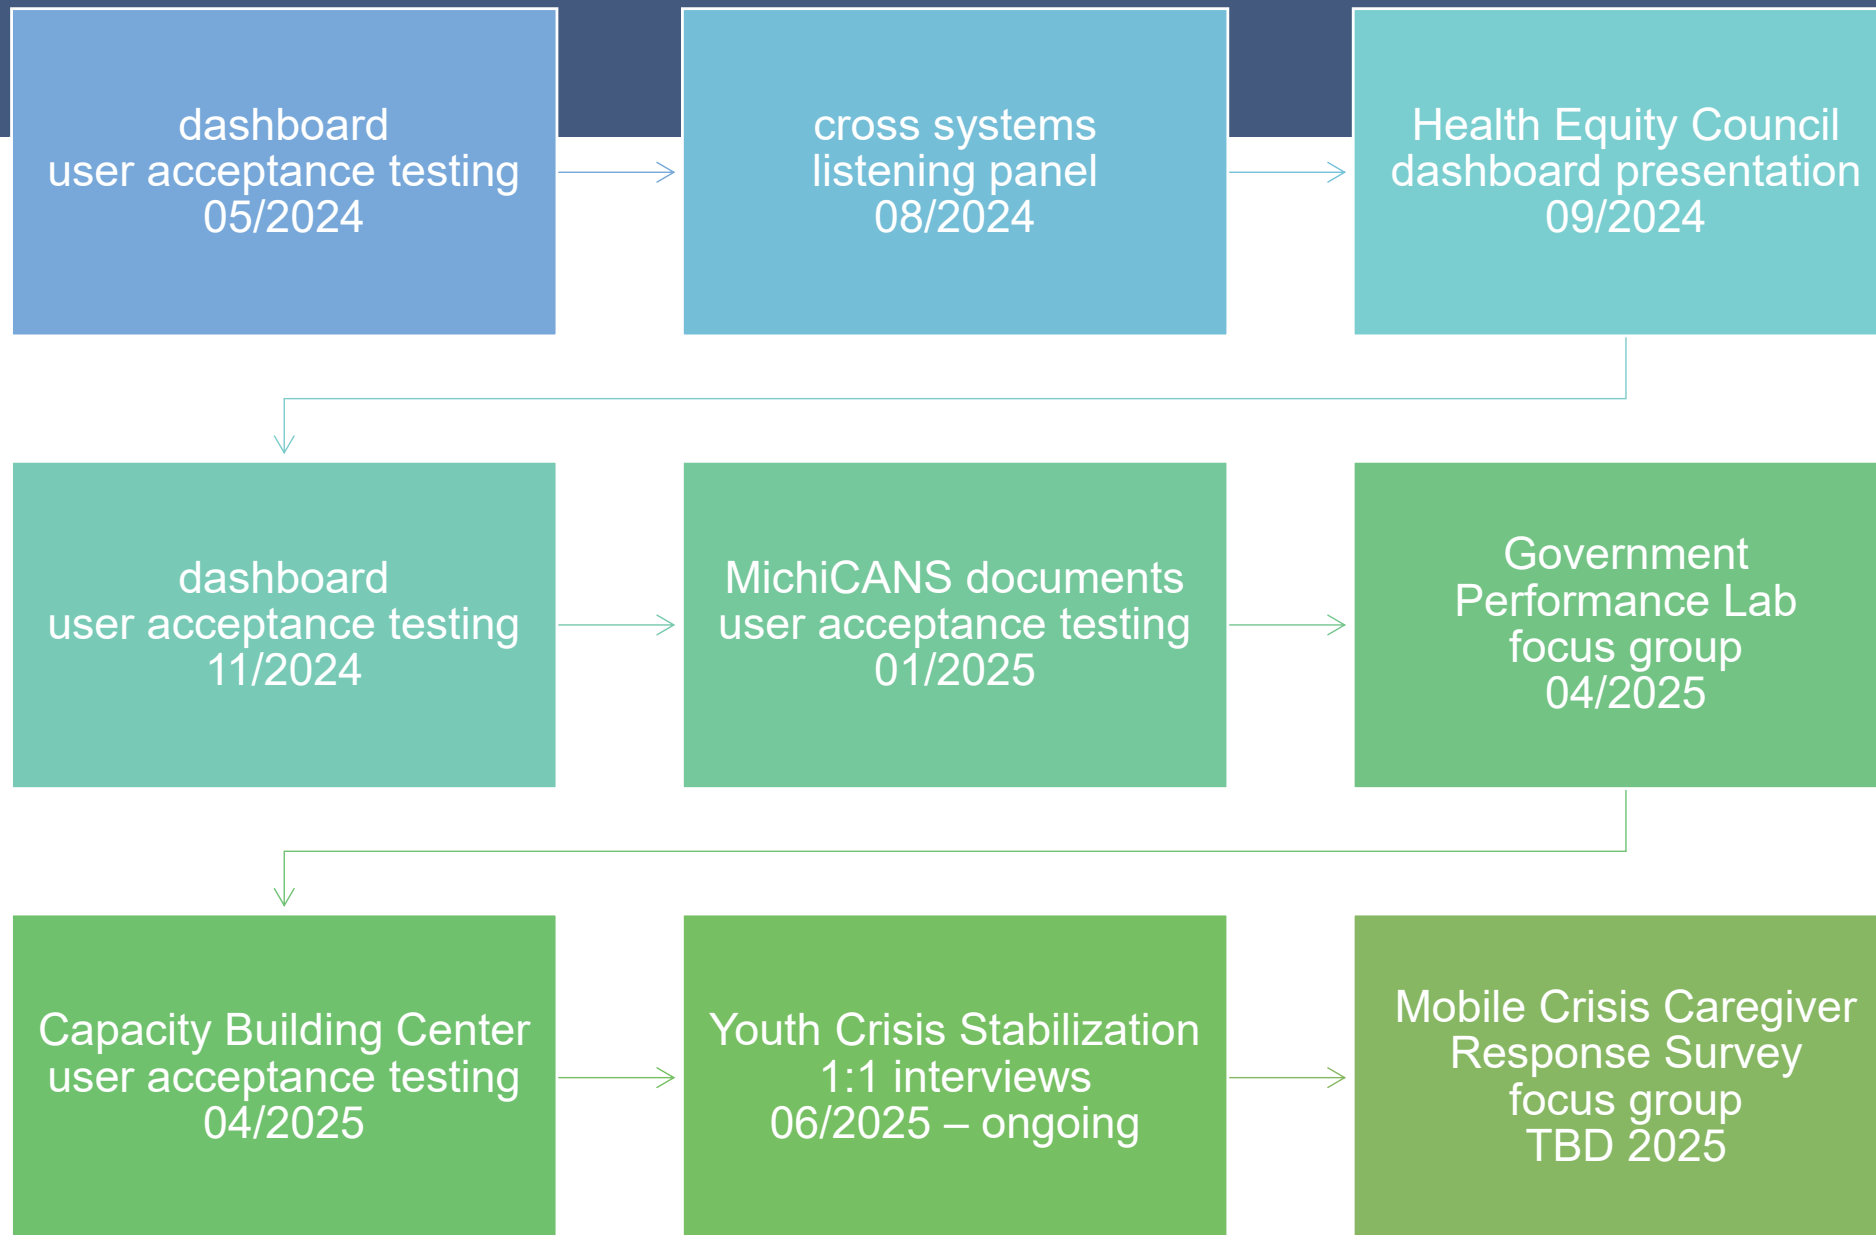 dashboard
user acceptance testing
05/2024
cross systems
listening panel
08/2024
Health Equity Council
dashboard presentation
09/2024
dashboard
user acceptance testing
11/2024
MichiCANS documents
user acceptance testing
01/2025
Government
Performance Lab
focus group
04/2025
Capacity Building Center
user acceptance testing
04/2025
Youth Crisis Stabilization
1:1 interviews
06/2025 – ongoing
Mobile Crisis Caregiver
Response Survey
focus group
TBD 2025